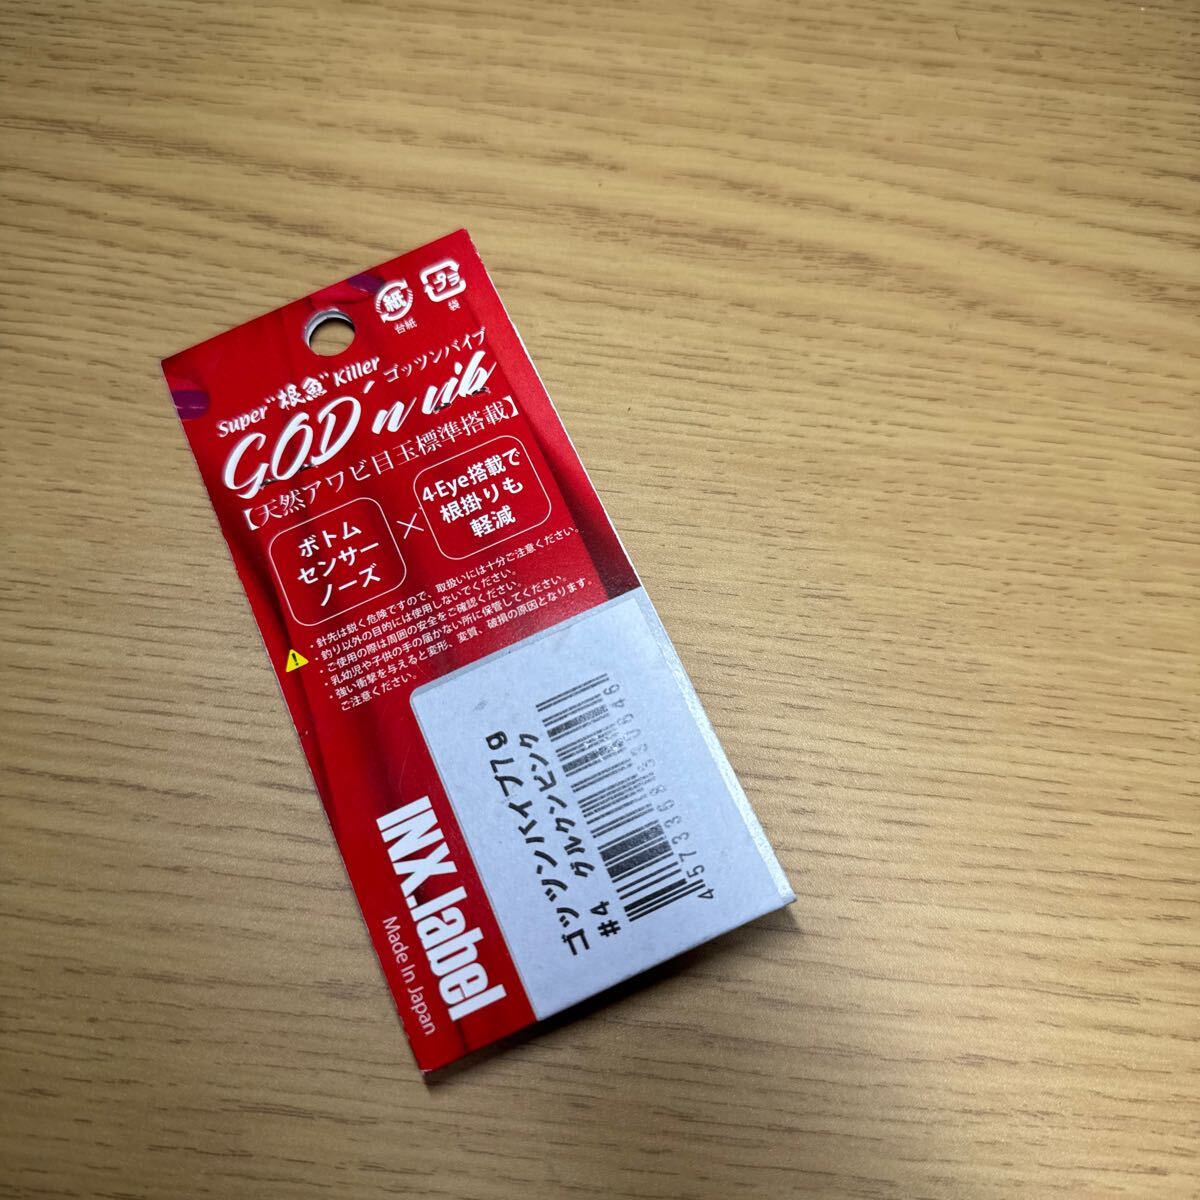 紙
台紙
プラ
袋
Super "根魚" Killer
ゴッツンバイブ
GOD'n vib
【天然アワビ目玉標準搭載】
ボトム
センサー
ノーズ
×
4-Eye搭載で
根掛りも
軽減
・針先は鋭く危険ですので、取扱いには十分ご注意ください。
・釣り以外の目的には使用しないでください。
・ご使用の際は周囲の安全をご確認ください。
・乳幼児や子供の手の届かない所に保管してください。
・強い衝撃を与えると変形、変質、破損の原因となります。
ご注意ください。
INX.label
Made In Japan
ゴッツンバイブ7g
#4 グルクンピンク